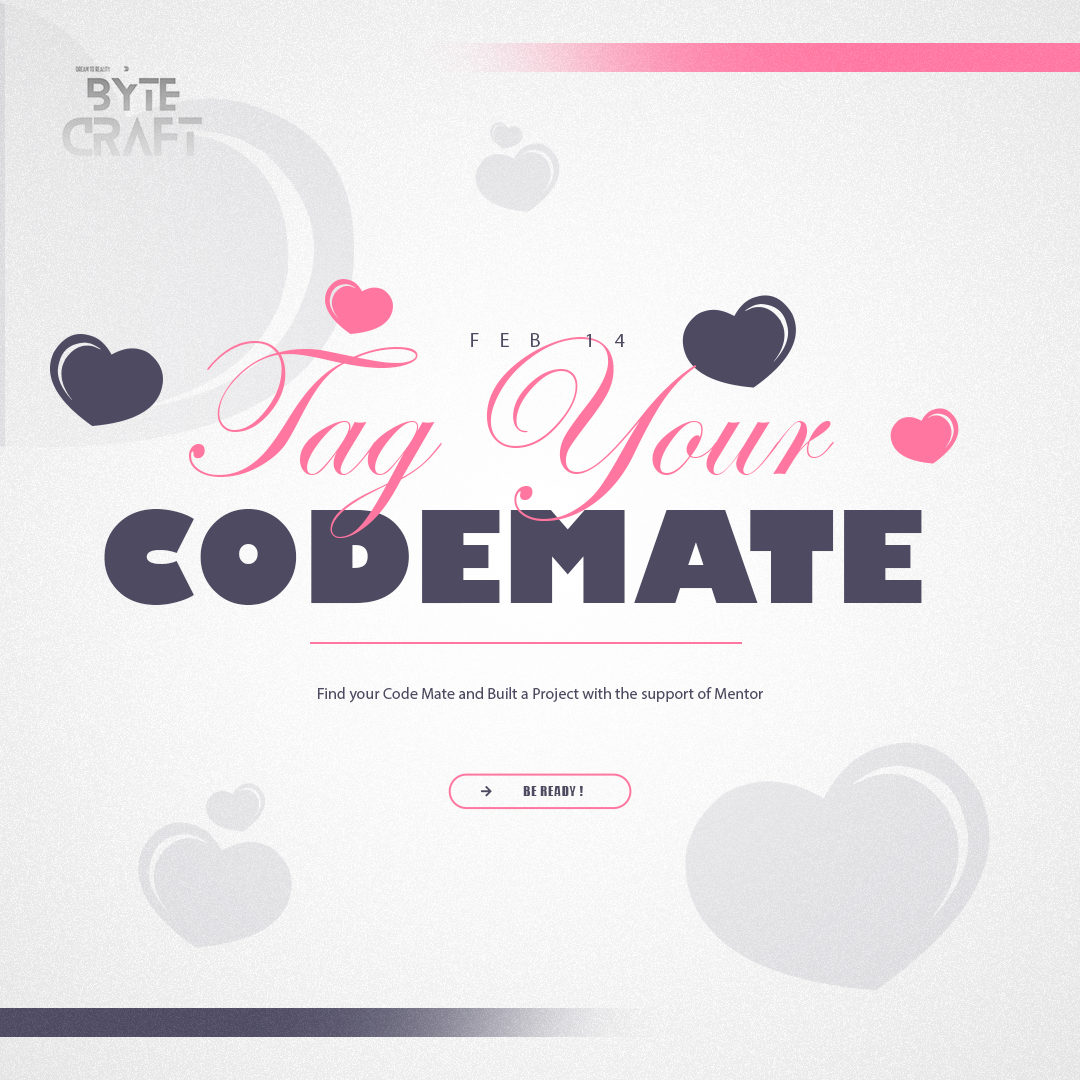 DREAM TO REALITY
BYTE
CRAFT
FEB 14
Tag Your
CODEMATE
Find your Code Mate and Built a Project with the support of Mentor
BE READY !